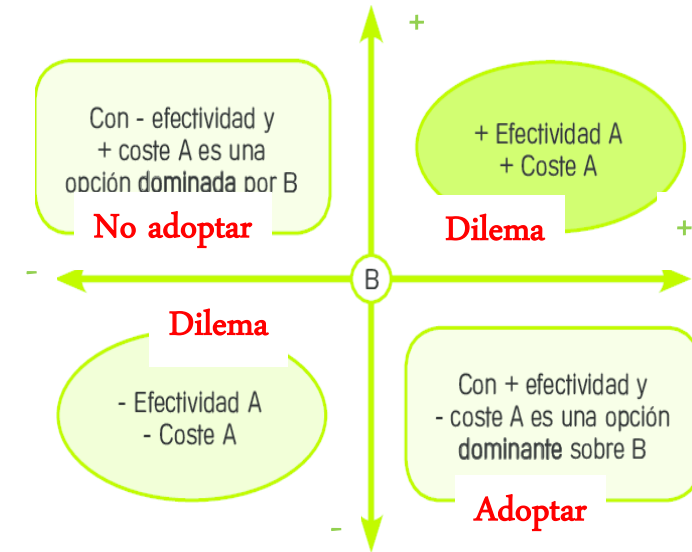 +
Con - efectividad y
+ coste A es una
opción dominada por B
No adoptar
+ Efectividad A
+ Coste A
Dilema
+
-
B
Dilema
- Efectividad A
- Coste A
Con + efectividad y
- coste A es una opción
dominante sobre B
Adoptar
-